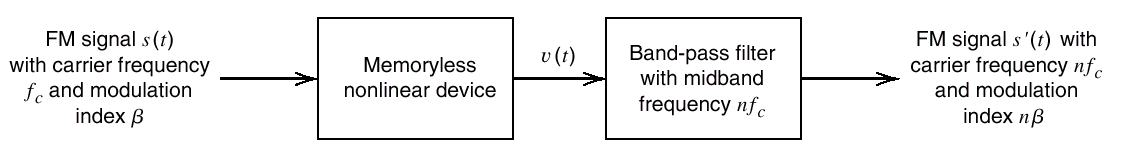 FM signal s(t)
with carrier frequency
f_c and modulation
index β
Memoryless
nonlinear device
v(t)
Band-pass filter
with midband
frequency nf_c
FM signal s′(t) with
carrier frequency nf_c
and modulation
index nβ